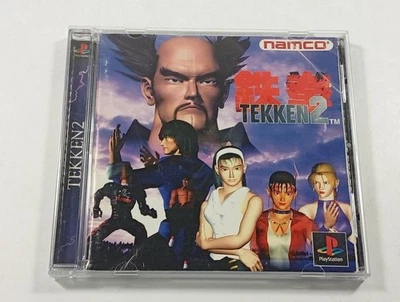 namco®
鉄拳
TEKKEN2™
TEKKEN2
PlayStation